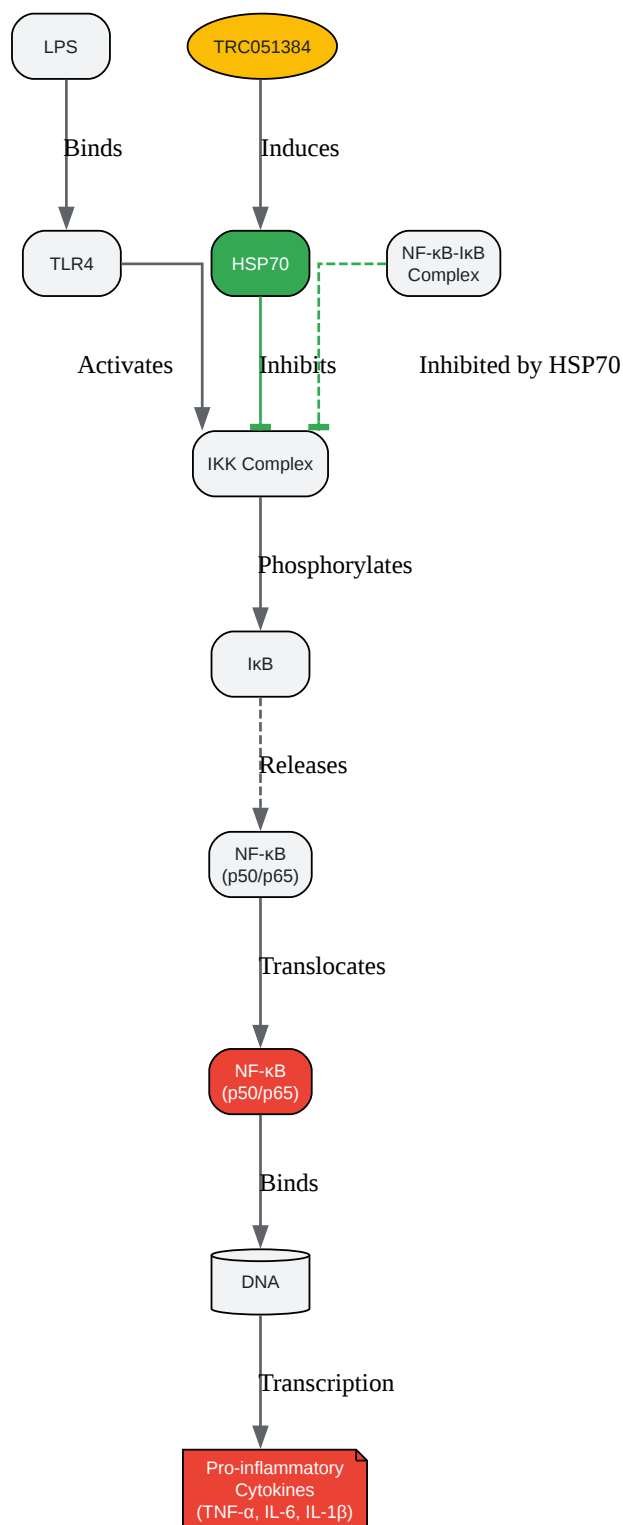 LPS
TRC051384
Binds
Induces
TLR4
HSP70
NF-κB-IκB
Complex
Activates
Inhibits
Inhibited by HSP70
IKK Complex
Phosphorylates
IκB
Releases
NF-κB
(p50/p65)
Translocates
NF-κB
(p50/p65)
Binds
DNA
Transcription
Pro-inflammatory
Cytokines
(TNF-α, IL-6, IL-1β)